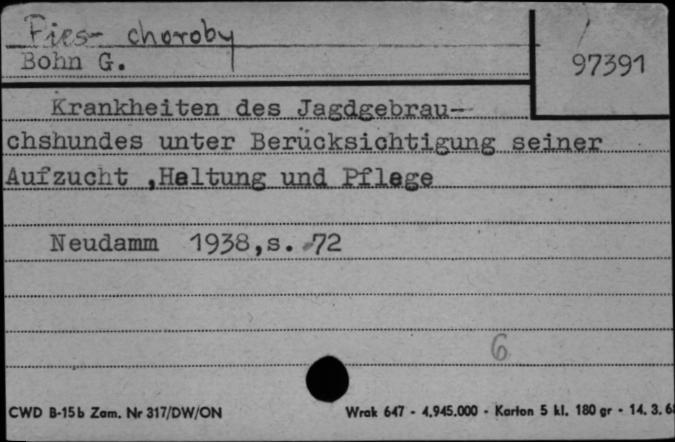 Pies- choroby
Bohn G.
97391
Krankheiten des Jagdgebrau-
chshundes unter Berücksichtigung seiner
Aufzucht ,Haltung und Pflege
Neudamm 1938,s. 72
6
CWD B-15b Zam. Nr 317/DW/ON
Wrak 647 - 4.945.000 - Karton 5 kl. 180 gr - 14. 3. 6